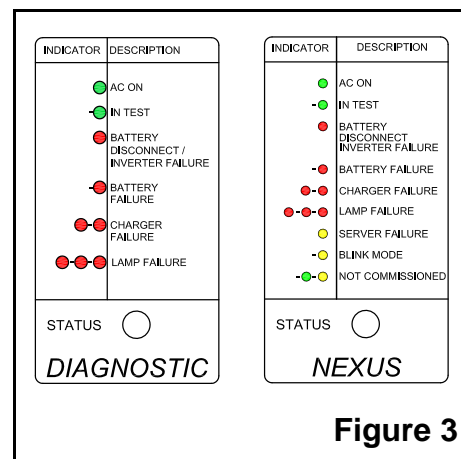 INDICATOR DESCRIPTION
AC ON
IN TEST
BATTERY
DISCONNECT /
INVERTER FAILURE
BATTERY
FAILURE
CHARGER
FAILURE
LAMP FAILURE
STATUS
DIAGNOSTIC
INDICATOR DESCRIPTION
AC ON
IN TEST
BATTERY
DISCONNECT
INVERTER FAILURE
BATTERY FAILURE
CHARGER FAILURE
LAMP FAILURE
SERVER FAILURE
BLINK MODE
NOT COMMISSIONED
STATUS
NEXUS
Figure 3